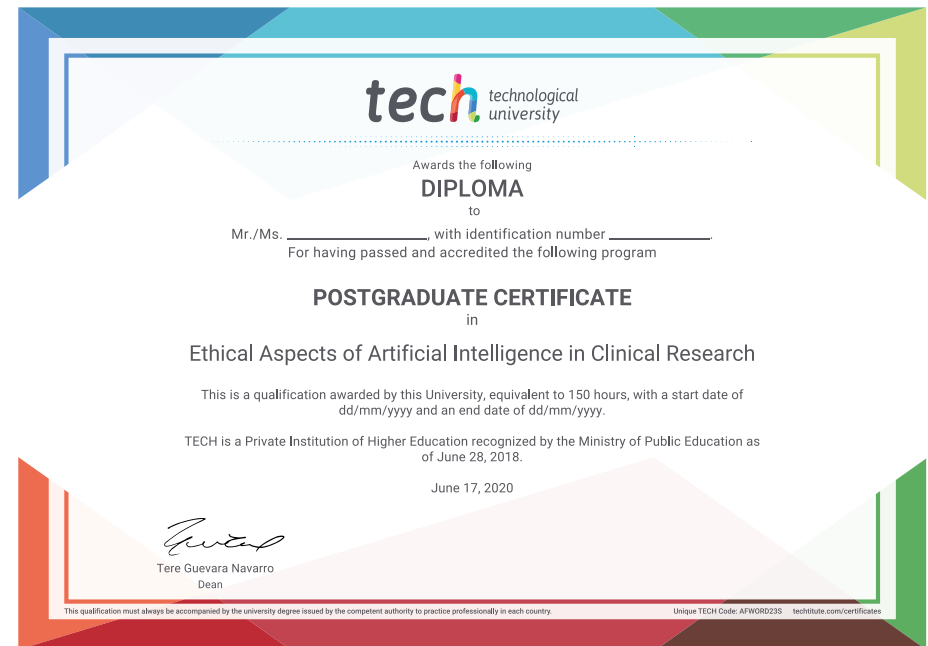 tech technological
university
Awards the following
DIPLOMA
to
Mr./Ms. ____________________, with identification number ______________.
For having passed and accredited the following program
POSTGRADUATE CERTIFICATE
in
Ethical Aspects of Artificial Intelligence in Clinical Research
This is a qualification awarded by this University, equivalent to 150 hours, with a start date of
dd/mm/yyyy and an end date of dd/mm/yyyy.
TECH is a Private Institution of Higher Education recognized by the Ministry of Public Education as
of June 28, 2018.
June 17, 2020
Tere Guevara Navarro
Dean
This qualification must always be accompanied by the university degree issued by the competent authority to practice professionally in each country.
Unique TECH Code: AFWORD23S techtitute.com/certificates